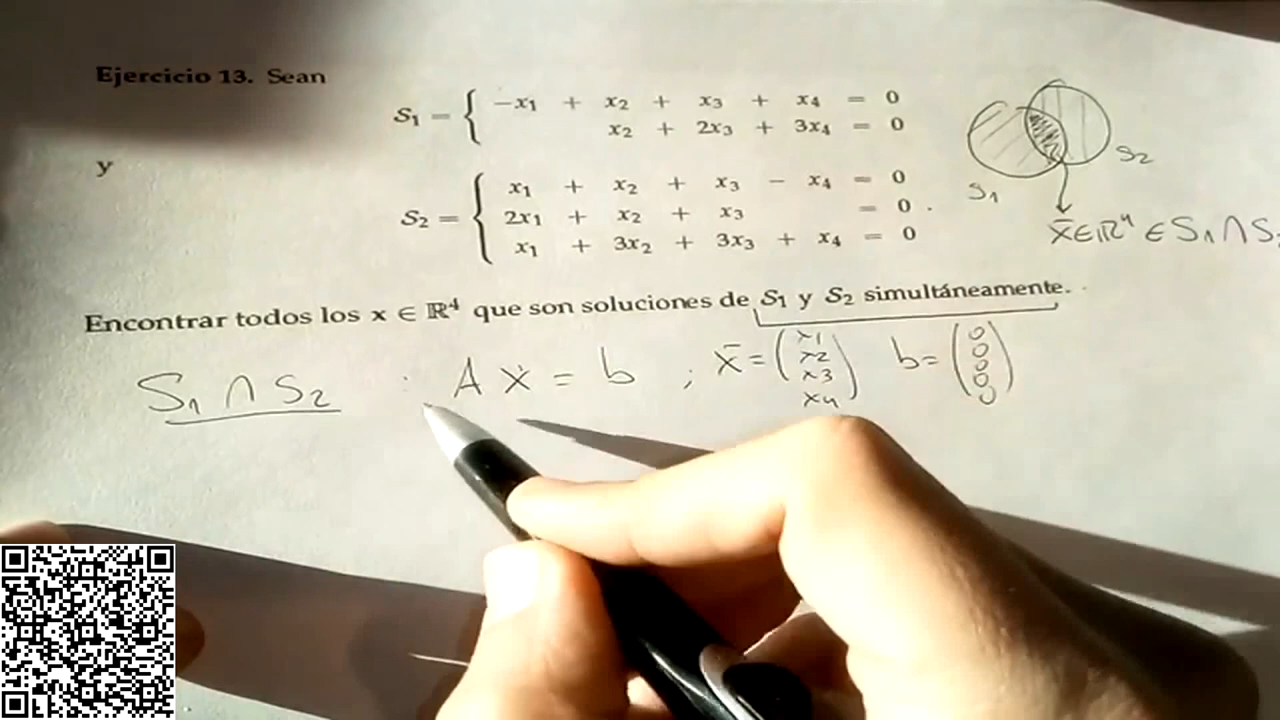 Ejercicio 13. Sean
S₁ = { −x₁ + x₂ + x₃ + x₄ = 0
x₂ + 2x₃ + 3x₄ = 0
y
S₂ = { x₁ + x₂ + x₃ − x₄ = 0
2x₁ + x₂ + x₃ = 0 .
x₁ + 3x₂ + 3x₃ + x₄ = 0
S1
S2
x̄ ∈ ℝ⁴ ∈ S1 ∩ S2
Encontrar todos los x ∈ ℝ⁴ que son soluciones de S₁ y S₂ simultáneamente.
S1 ∩ S2 : A x̄ = b ; x̄ = (x1 x2 x3 x4) b = (0 0 0 0 0)